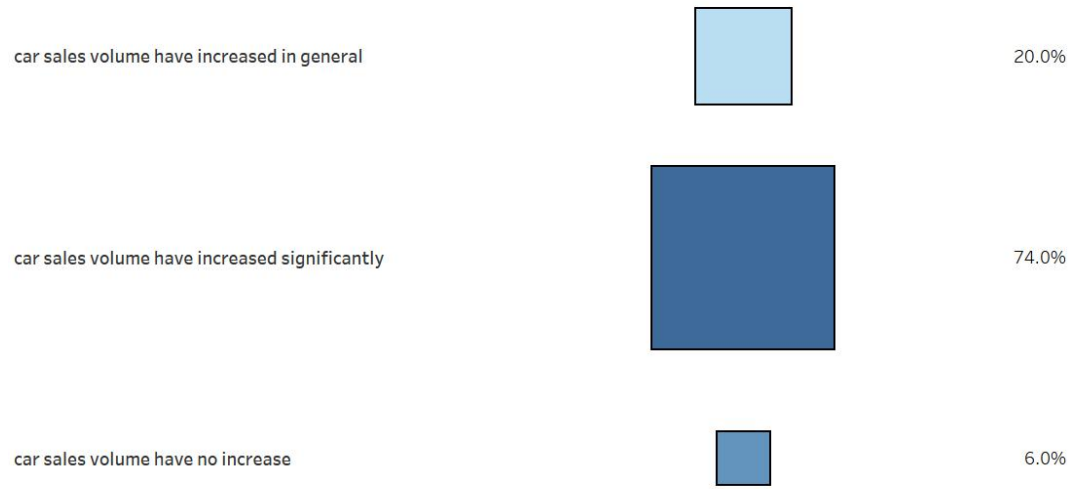 car sales volume have increased in general 20.0%
car sales volume have increased significantly 74.0%
car sales volume have no increase 6.0%